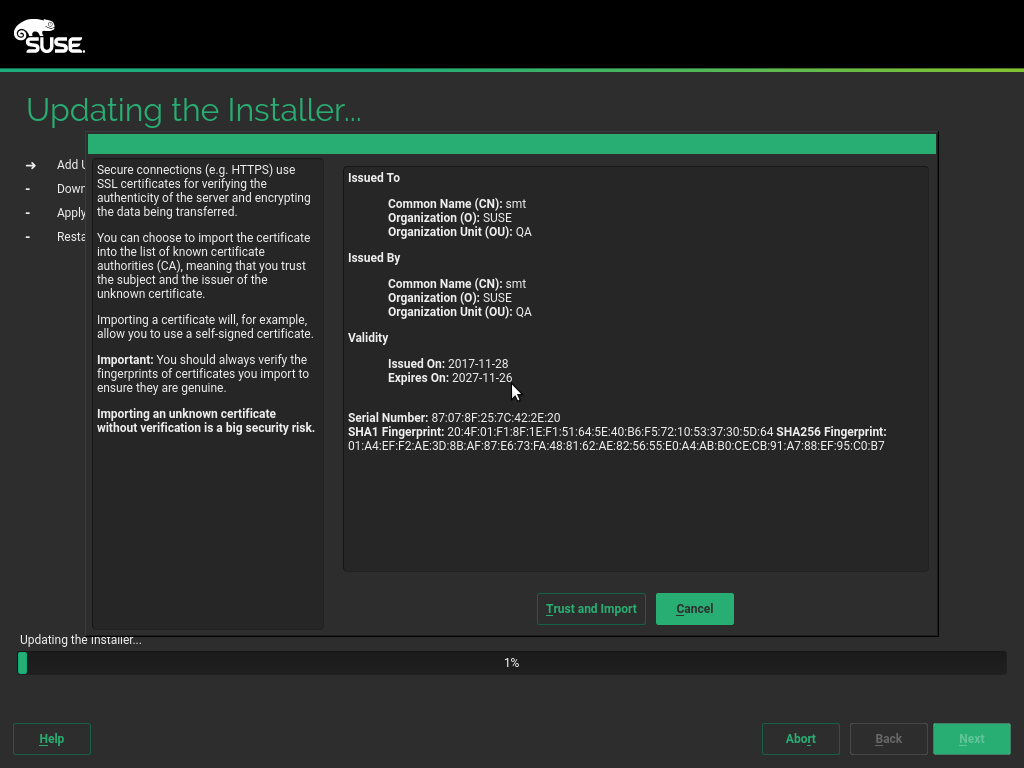 SUSE
Updating the Installer...
Add U
Down
Apply
Resta
Secure connections (e.g. HTTPS) use
SSL certificates for verifying the
authenticity of the server and encrypting
the data being transferred.
You can choose to import the certificate
into the list of known certificate
authorities (CA), meaning that you trust
the subject and the issuer of the
unknown certificate.
Importing a certificate will, for example,
allow you to use a self-signed certificate.
Important: You should always verify the
fingerprints of certificates you import to
ensure they are genuine.
Importing an unknown certificate
without verification is a big security risk.
Issued To
Common Name (CN): smt
Organization (O): SUSE
Organization Unit (OU): QA
Issued By
Common Name (CN): smt
Organization (O): SUSE
Organization Unit (OU): QA
Validity
Issued On: 2017-11-28
Expires On: 2027-11-26
Serial Number: 87:07:8F:25:7C:42:2E:20
SHA1 Fingerprint: 20:4F:01:F1:8F:1E:F1:51:64:5E:40:B6:F5:72:10:53:37:30:5D:64 SHA256 Fingerprint:
01:A4:EF:F2:AE:3D:8B:AF:87:E6:73:FA:48:81:62:AE:82:56:55:E0:A4:AB:B0:CE:CB:91:A7:88:EF:95:C0:B7
Trust and Import
Cancel
Updating the Installer...
1%
Help
Abort
Back
Next